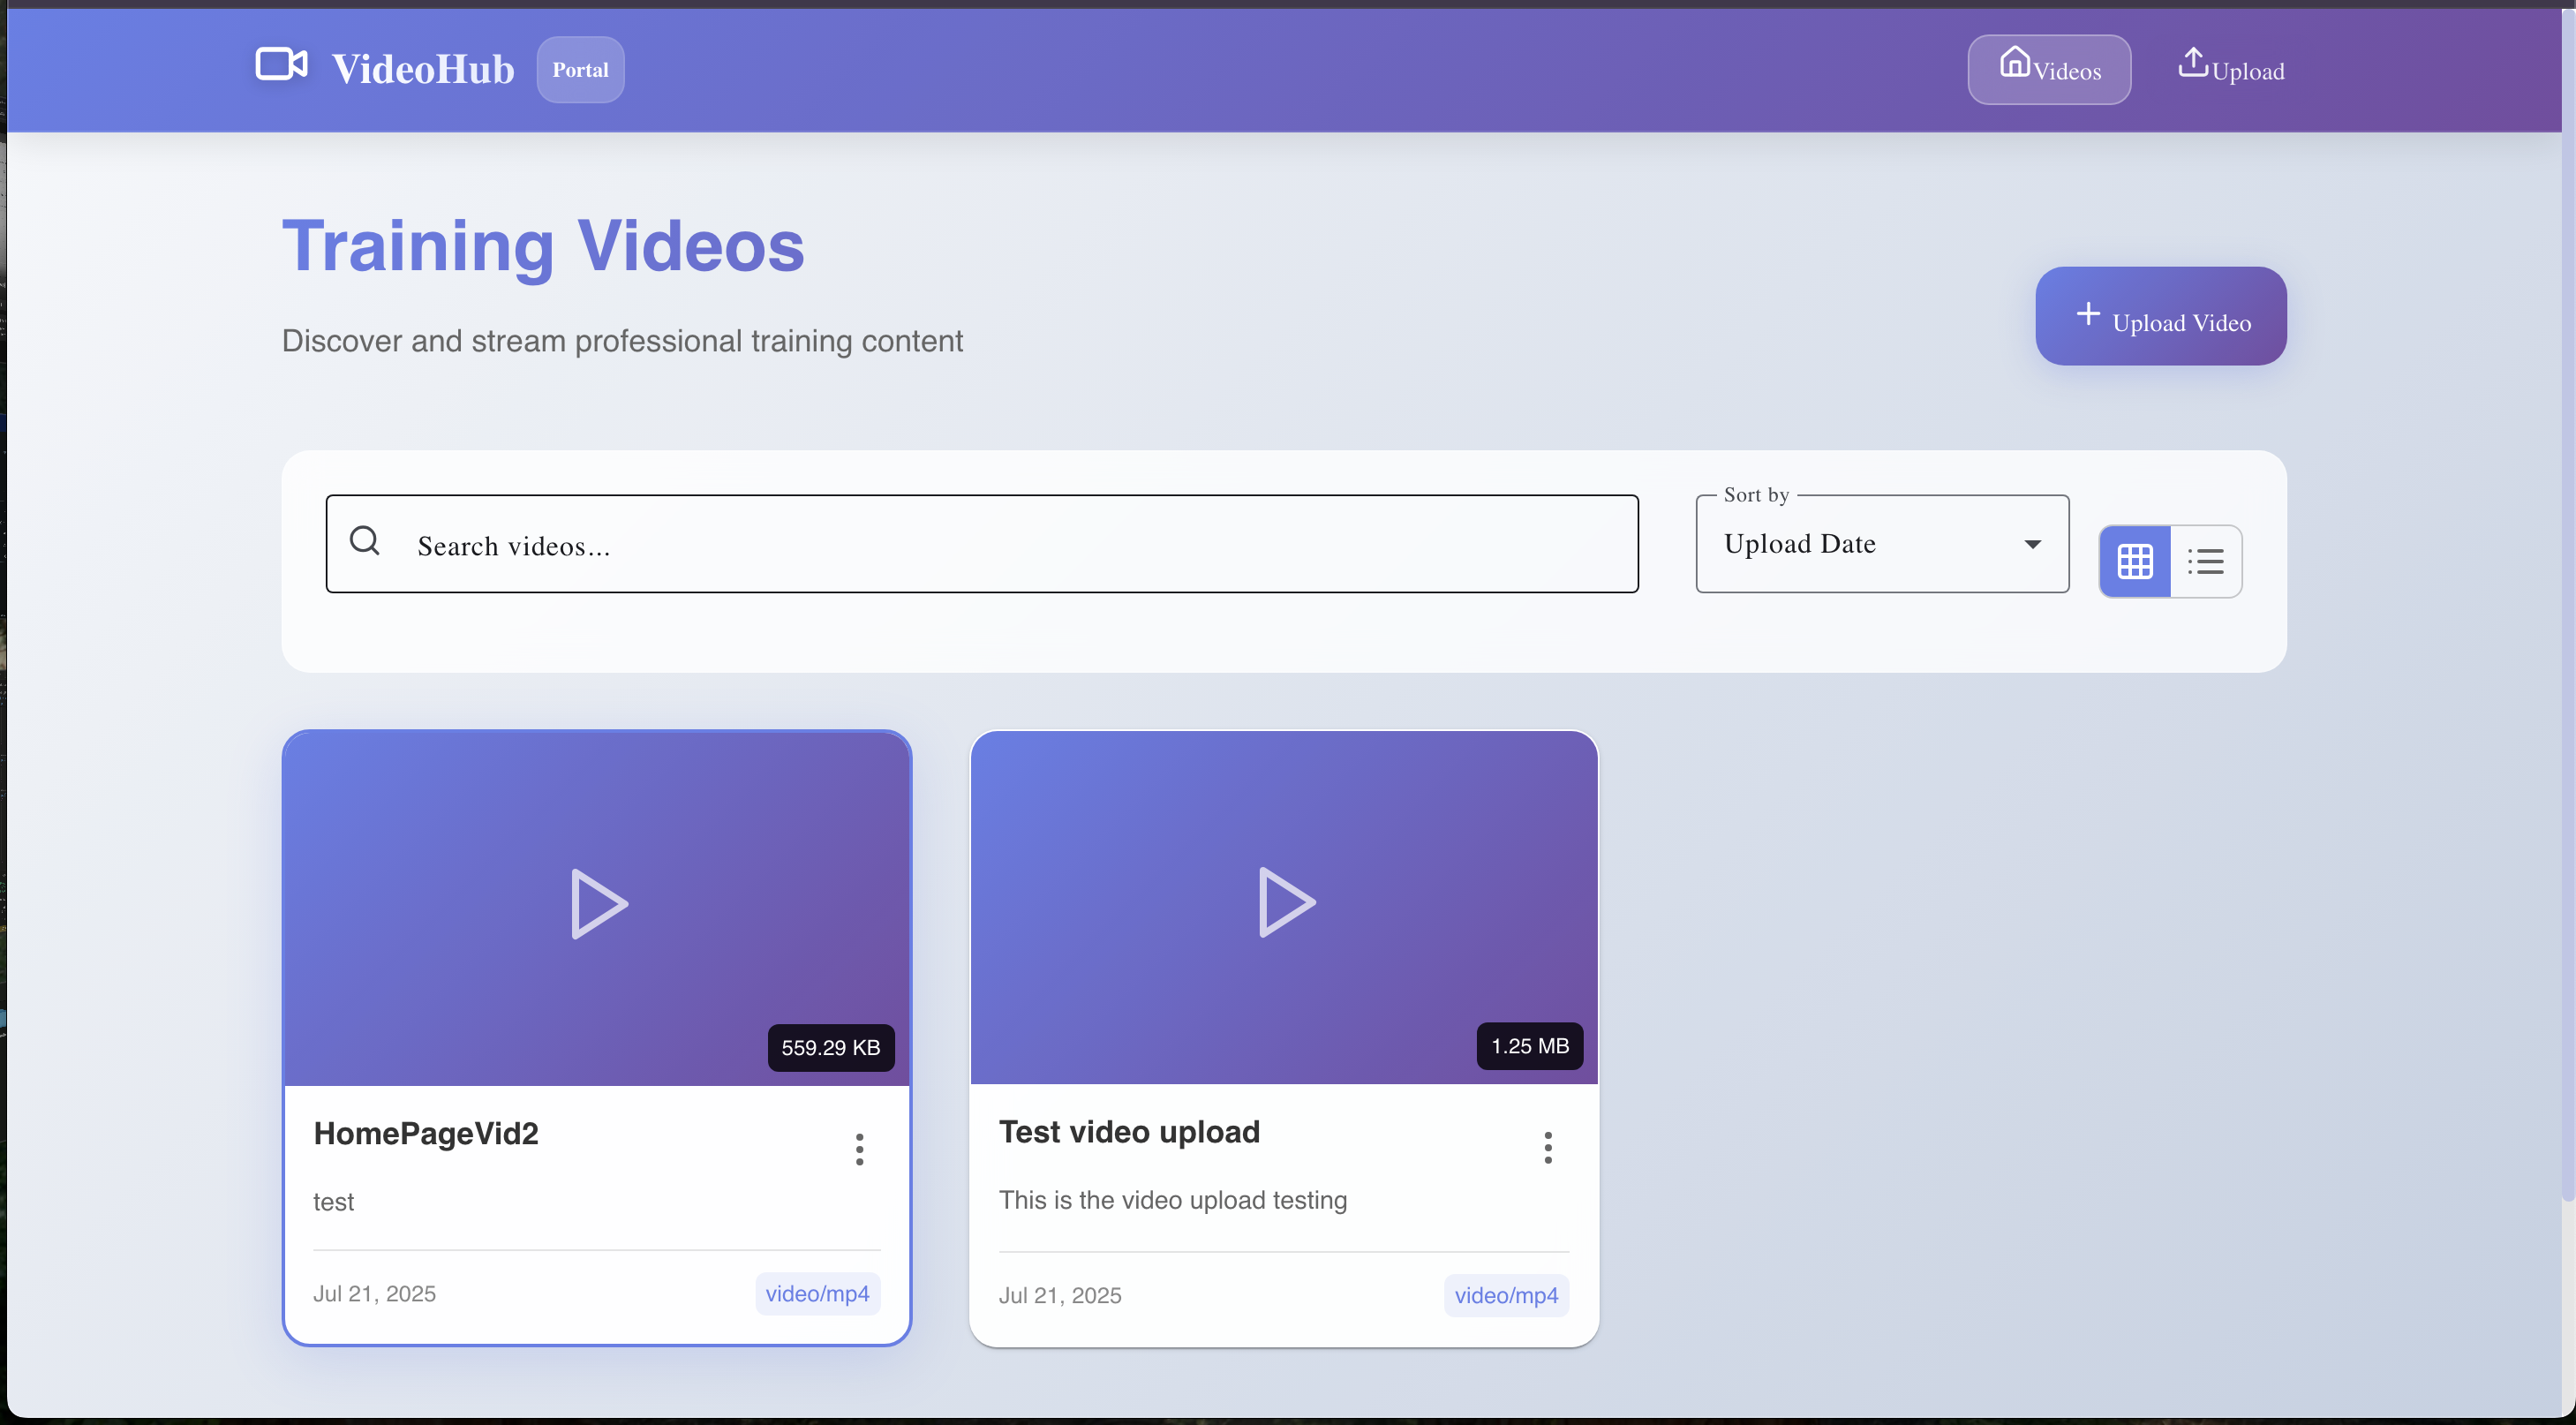 VideoHub Portal Videos Upload
Training Videos
Discover and stream professional training content
Upload Video
Search videos...
Sort by
Upload Date
559.29 KB
HomePageVid2
test
Jul 21, 2025 video/mp4
1.25 MB
Test video upload
This is the video upload testing
Jul 21, 2025 video/mp4